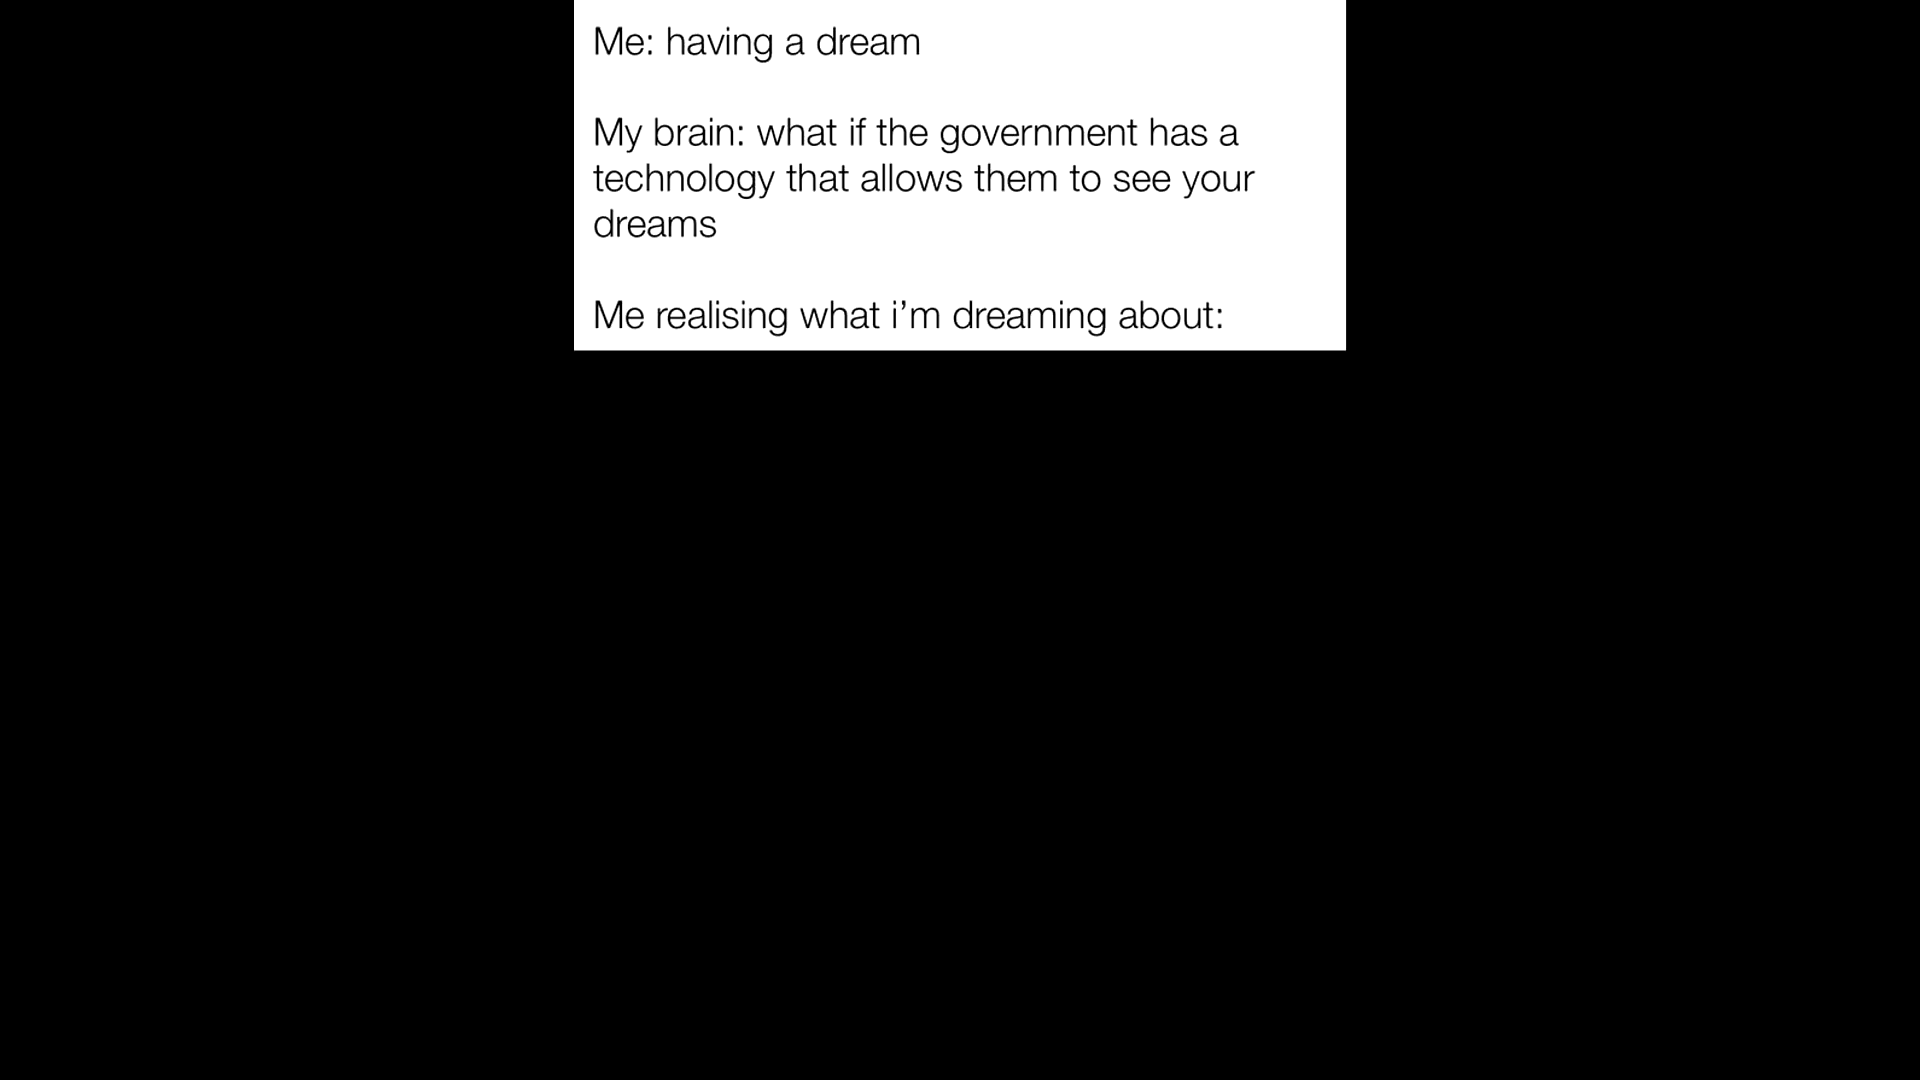 Me: having a dream
My brain: what if the government has a
technology that allows them to see your
dreams
Me realising what i’m dreaming about: